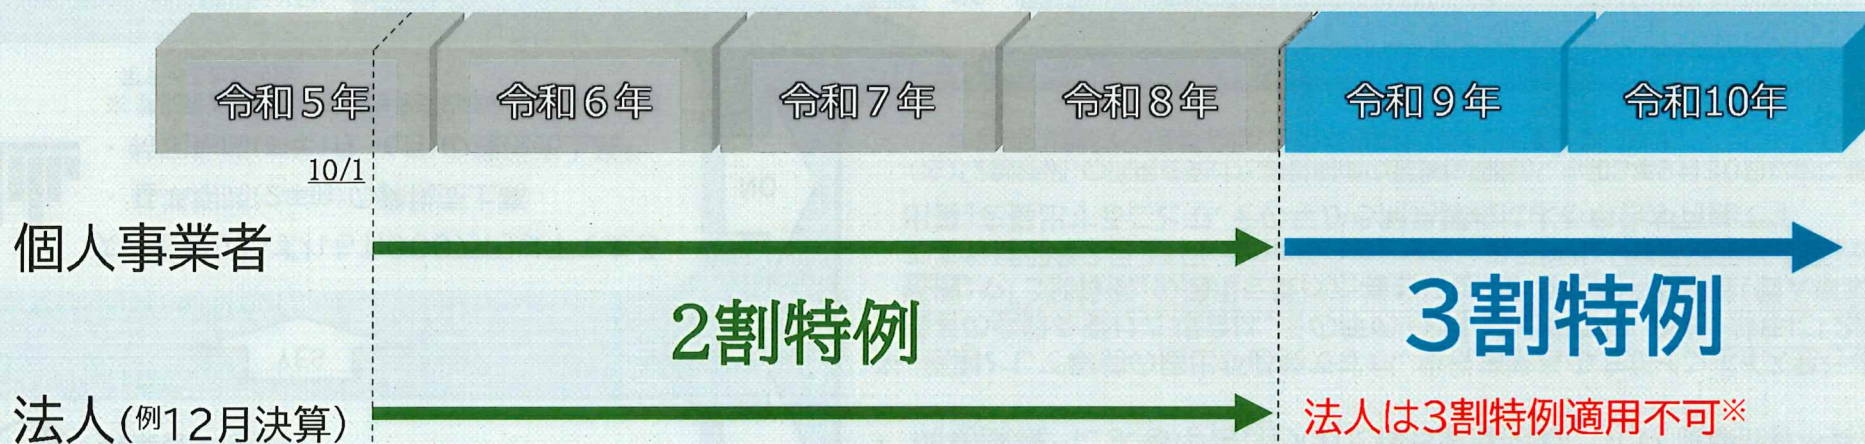 令和５年 令和６年 令和７年 令和８年 令和９年 令和10年
10/1
個人事業者
2割特例
3割特例
法人(例12月決算)
法人は3割特例適用不可※